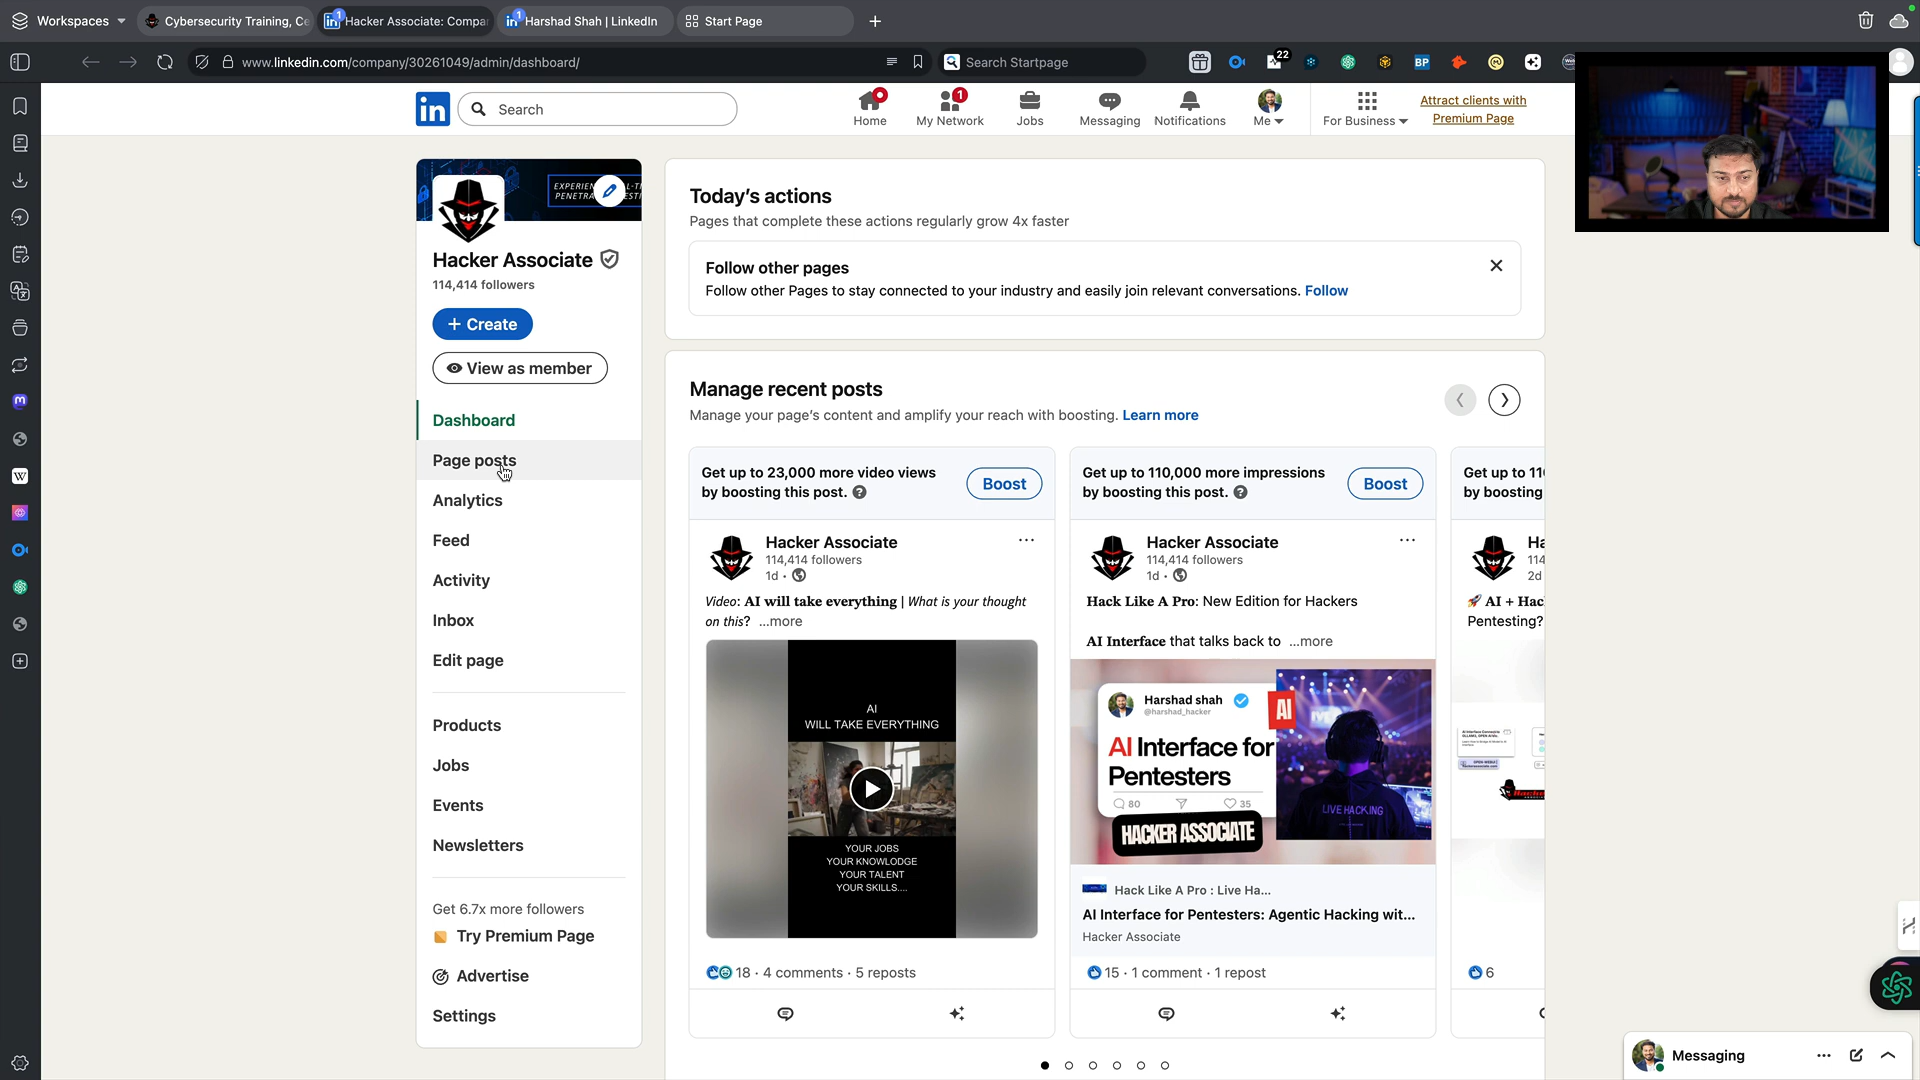 Workspaces
Cybersecurity Training, Ce
Hacker Associate: Compa
Harshad Shah | LinkedIn
Start Page
www.linkedin.com/company/30261049/admin/dashboard/
Search Startpage
22
BP
in
Search
Home
1
My Network
Jobs
Messaging
Notifications
Me
For Business
Attract clients with
Premium Page
Hacker Associate
114,414 followers
+ Create
View as member
Dashboard
Page posts
Analytics
Feed
Activity
Inbox
Edit page
Products
Jobs
Events
Newsletters
Get 6.7x more followers
Try Premium Page
Advertise
Settings
Today's actions
Pages that complete these actions regularly grow 4x faster
Follow other pages
Follow other Pages to stay connected to your industry and easily join relevant conversations. Follow
Manage recent posts
Manage your page's content and amplify your reach with boosting. Learn more
Get up to 23,000 more video views
by boosting this post.
Boost
Hacker Associate
114,414 followers
1d
Video: AI will take everything | What is your thought
on this? ...more
AI
WILL TAKE EVERYTHING
YOUR JOBS
YOUR KNOWLODGE
YOUR TALENT
YOUR SKILLS....
18 · 4 comments · 5 reposts
Get up to 110,000 more impressions
by boosting this post.
Boost
Hacker Associate
114,414 followers
1d
Hack Like A Pro: New Edition for Hackers
AI Interface that talks back to ...more
Harshad shah
@harshad_hacker
AI
AI Interface for
Pentesters
80
35
HACKER ASSOCIATE
LIVE HACKING
Hack Like A Pro : Live Ha...
AI Interface for Pentesters: Agentic Hacking wit...
Hacker Associate
15 · 1 comment · 1 repost
Get up to 11
by boosting
Ha
114
2d
AI + Hac
Pentesting?
6
Messaging